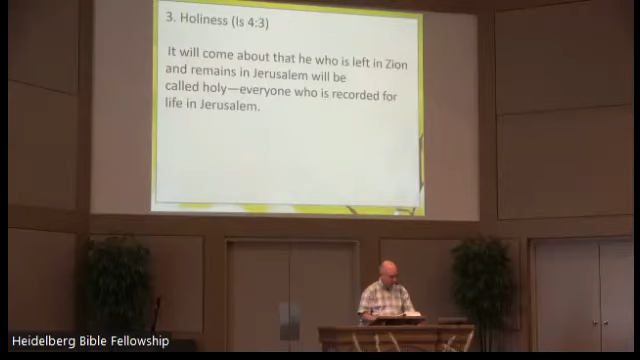 3. Holiness (Is 4:3)
It will come about that he who is left in Zion
and remains in Jerusalem will be
called holy—everyone who is recorded for
life in Jerusalem.
Heidelberg Bible Fellowship